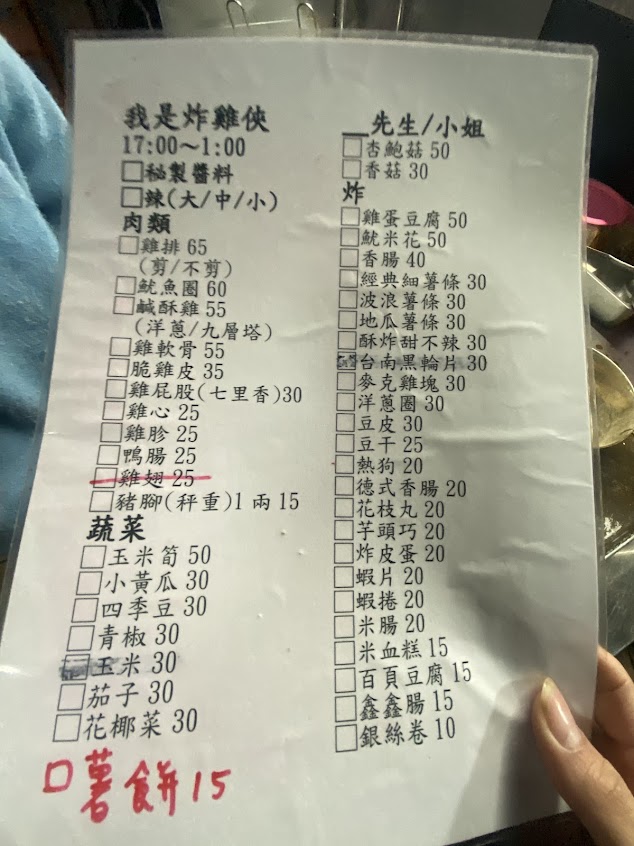 我是炸雞俠
17:00~1:00
□秘製醬料
□辣(大/中/小)
肉類
□雞排 65
(剪/不剪)
□魷魚圈 60
□鹹酥雞 55
(洋蔥/九層塔)
□雞軟骨 55
□脆雞皮 35
□雞屁股(七里香)30
□雞心 25
□雞胗 25
□鴨腸 25
□雞翅 25
□豬腳(秤重)1 兩 15
蔬菜
□玉米筍 50
□小黃瓜 30
□四季豆 30
□青椒 30
□玉米 30
□茄子 30
□花椰菜 30
□薯餅15
__先生/小姐
□杏鮑菇 50
□香菇 30
炸
□雞蛋豆腐 50
□魷米花 50
□香腸 40
□經典細薯條 30
□波浪薯條 30
□地瓜薯條 30
□酥炸甜不辣 30
□台南黑輪片 30
□麥克雞塊 30
□洋蔥圈 30
□豆皮 30
□豆干 25
□熱狗 20
□德式香腸 20
□花枝丸 20
□芋頭巧 20
□炸皮蛋 20
□蝦片 20
□蝦捲 20
□米腸 20
□米血糕 15
□百頁豆腐 15
□鑫鑫腸 15
□銀絲卷 10